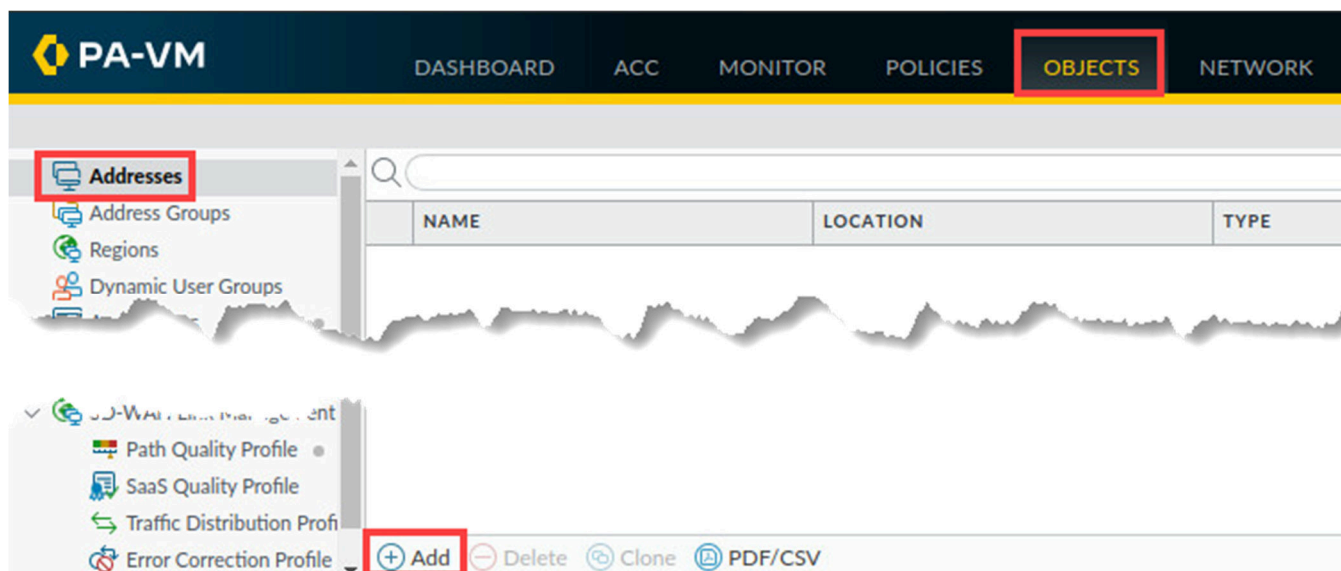 PA-VM
DASHBOARD ACC MONITOR POLICIES OBJECTS NETWORK
Addresses
Address Groups
Regions
Dynamic User Groups
NAME LOCATION TYPE
Path Quality Profile
SaaS Quality Profile
Traffic Distribution Profi
Error Correction Profile
Add Delete Clone PDF/CSV